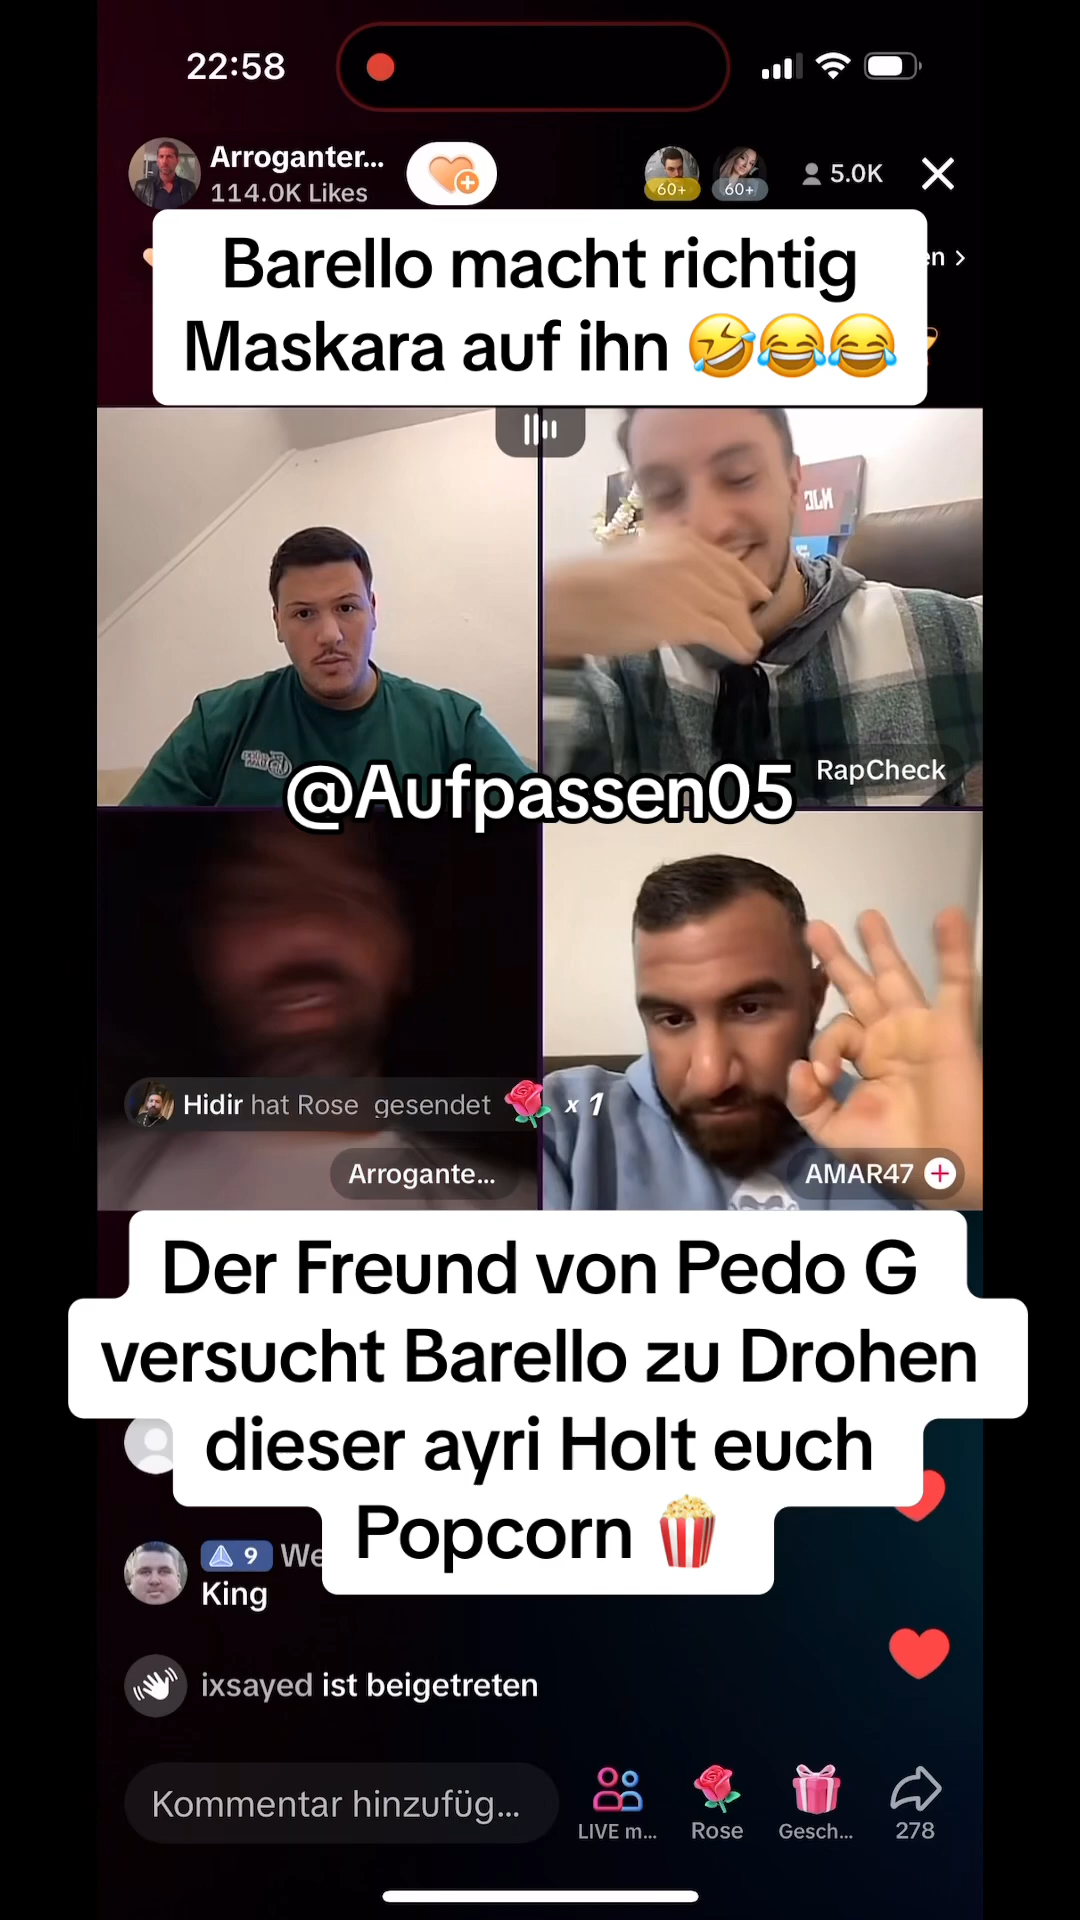 22:58
Arroganter...
114.0K Likes
60+
60+
5.0K
Barello macht richtig
en >
Maskara auf ihn 🤣😂😂
RapCheck
@Aufpassen05
Hidir hat Rose gesendet x 1
Arrogante...
AMAR47
Der Freund von Pedo G
versucht Barello zu Drohen
dieser ayri Holt euch
Popcorn 🍿
9 We
King
ixsayed ist beigetreten
Kommentar hinzufüg...
LIVE m...
Rose
Gesch...
278